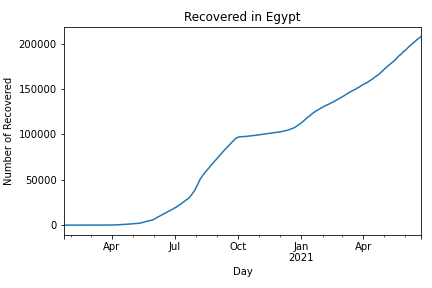 Recovered in Egypt
Number of Recovered
200000
150000
100000
50000
0
Apr
Jul
Oct
Jan
2021
Apr
Day